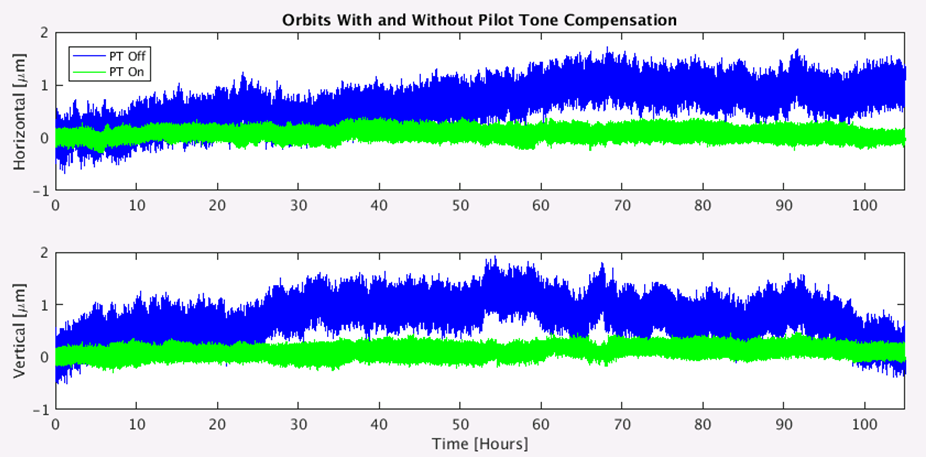 Orbits With and Without Pilot Tone Compensation
Horizontal [μm]
2
1
0
-1
PT Off
PT On
0 10 20 30 40 50 60 70 80 90 100
Vertical [μm]
2
1
0
-1
0 10 20 30 40 50 60 70 80 90 100
Time [Hours]